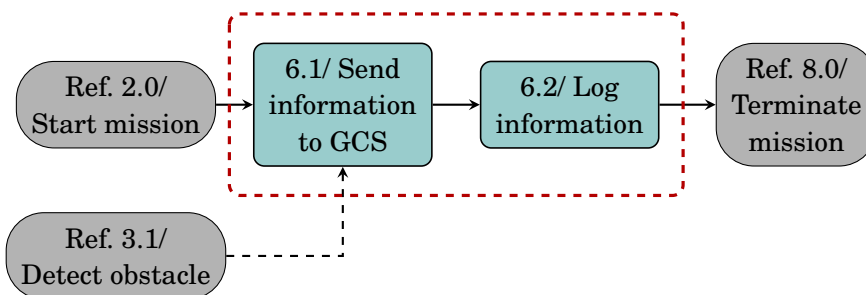 Ref. 2.0/
Start mission
6.1/ Send
information
to GCS
6.2/ Log
information
Ref. 8.0/
Terminate
mission
Ref. 3.1/
Detect obstacle